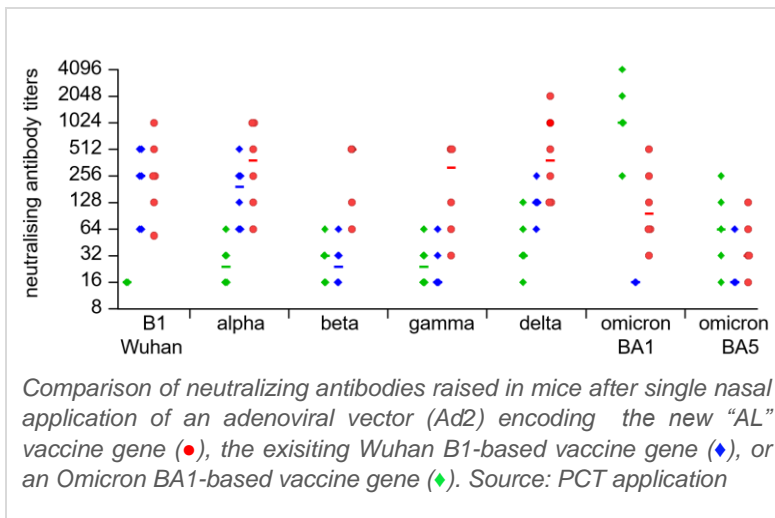 neutralising antibody titers
4096
2048
1024
512
256
128
64
32
16
8
B1 Wuhan
alpha
beta
gamma
delta
omicron BA1
omicron BA5
Comparison of neutralizing antibodies raised in mice after single nasal
application of an adenoviral vector (Ad2) encoding the new “AL”
vaccine gene (●), the exisiting Wuhan B1-based vaccine gene (♦), or
an Omicron BA1-based vaccine gene (♦). Source: PCT application